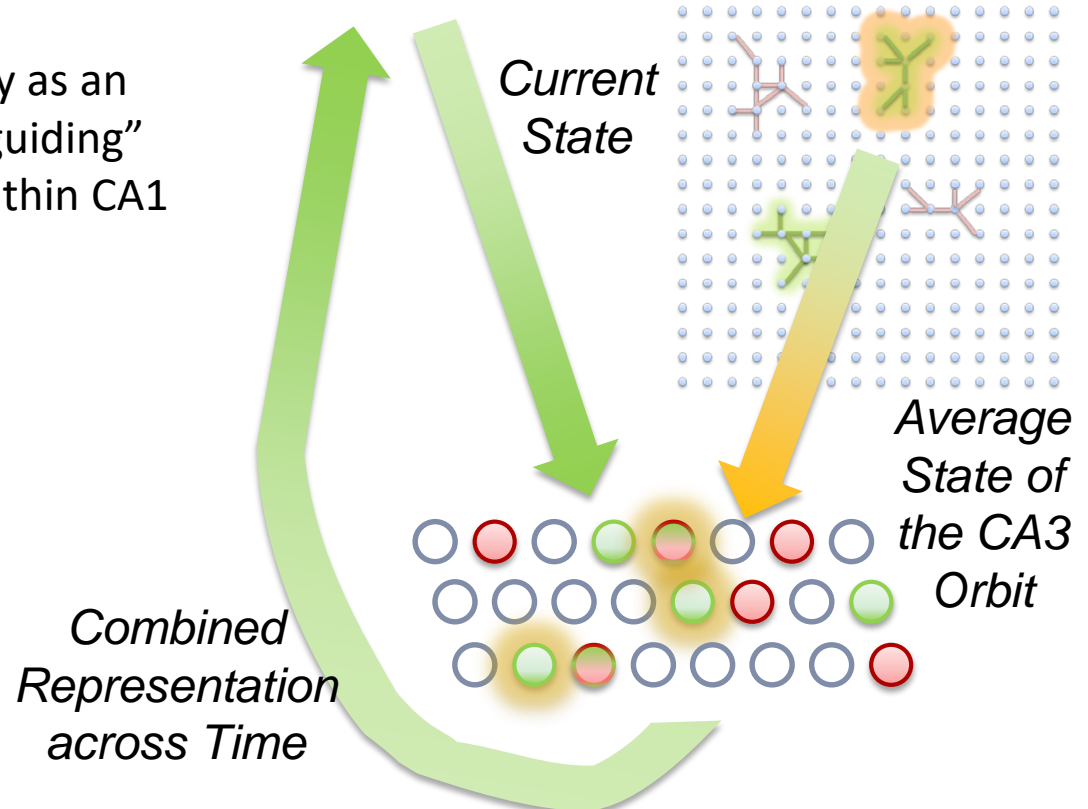 y as an
guiding”
thin CA1
Current
State
Average
State of
the CA3
Orbit
Combined
Representation
across Time